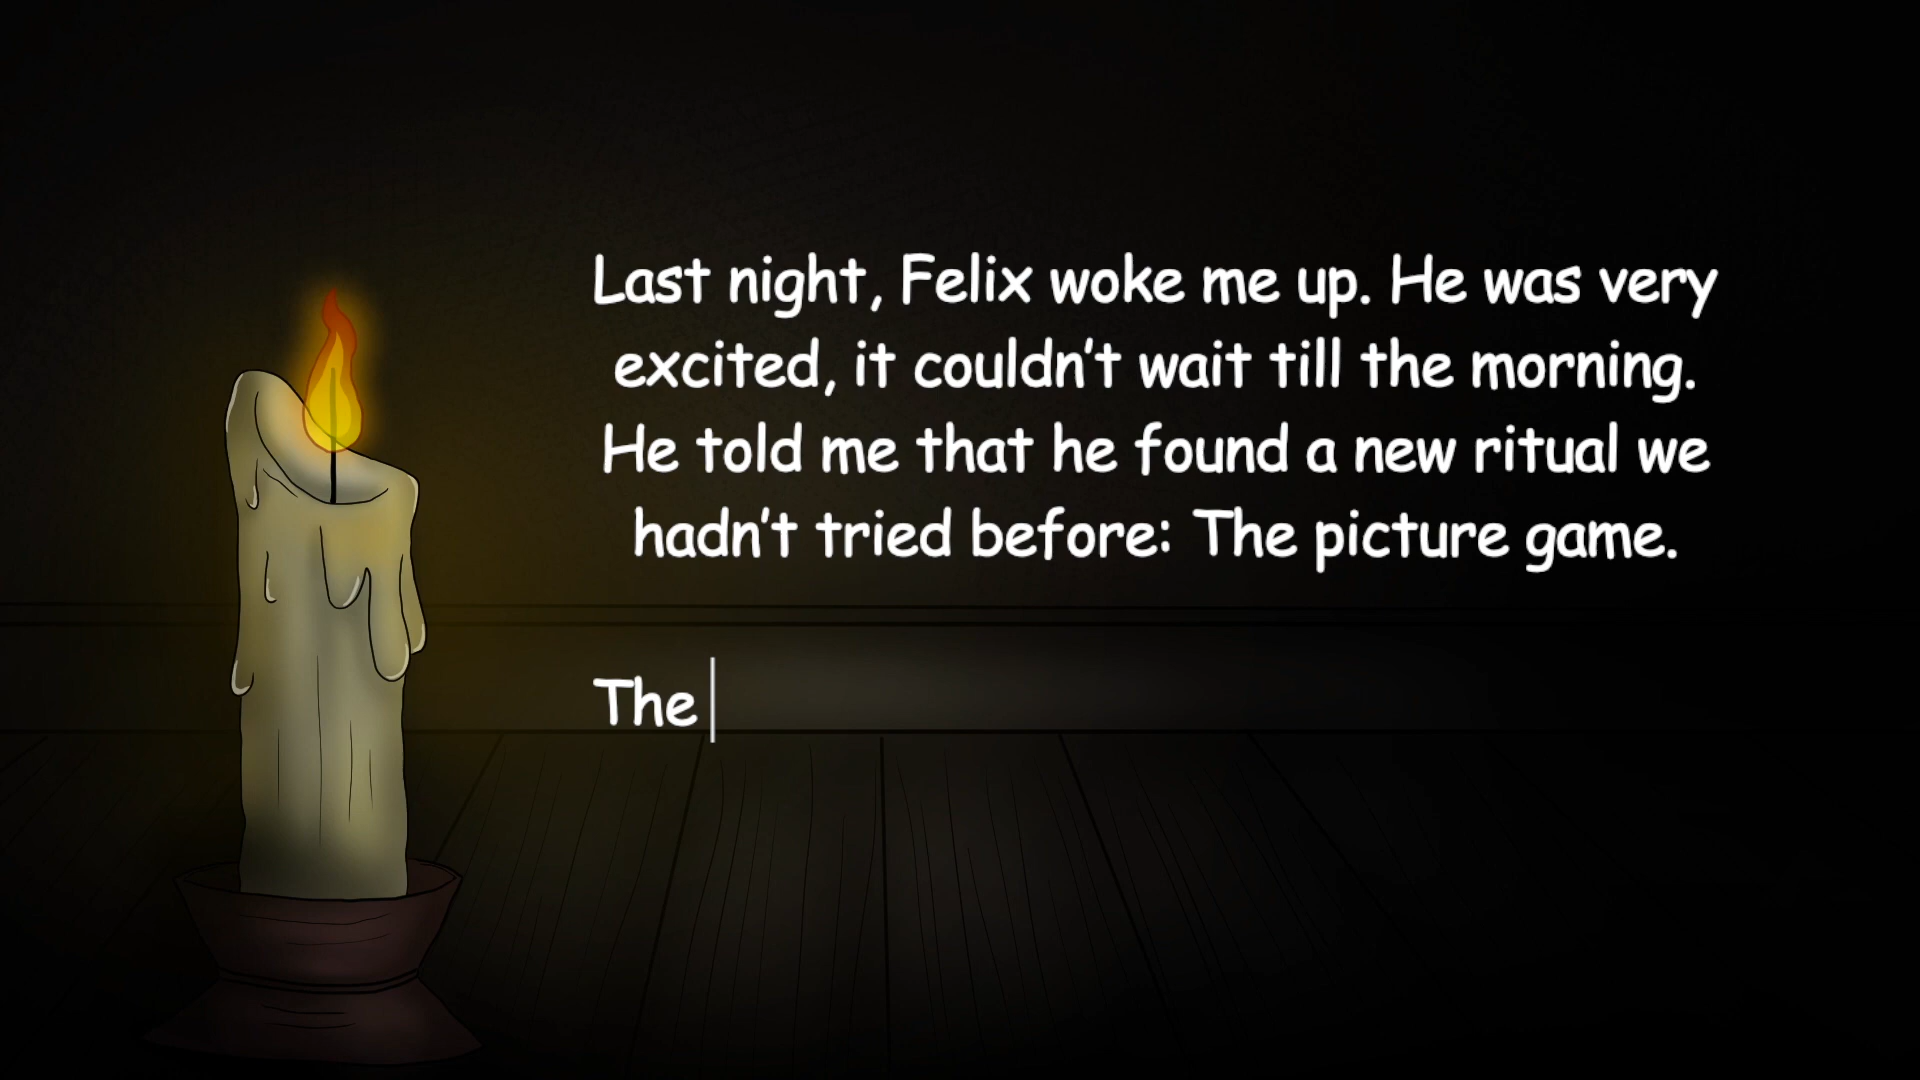 Last night, Felix woke me up. He was very
excited, it couldn't wait till the morning.
He told me that he found a new ritual we
hadn't tried before: The picture game.
The